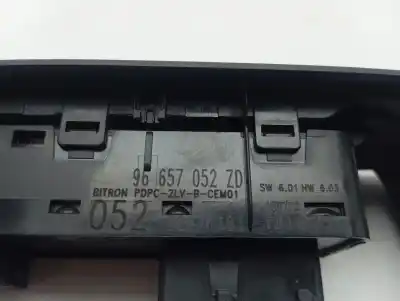 96 657 052 ZD
BITRON PDPC-2LV-B-CEM01
SW 6.01 HW 6.03
052